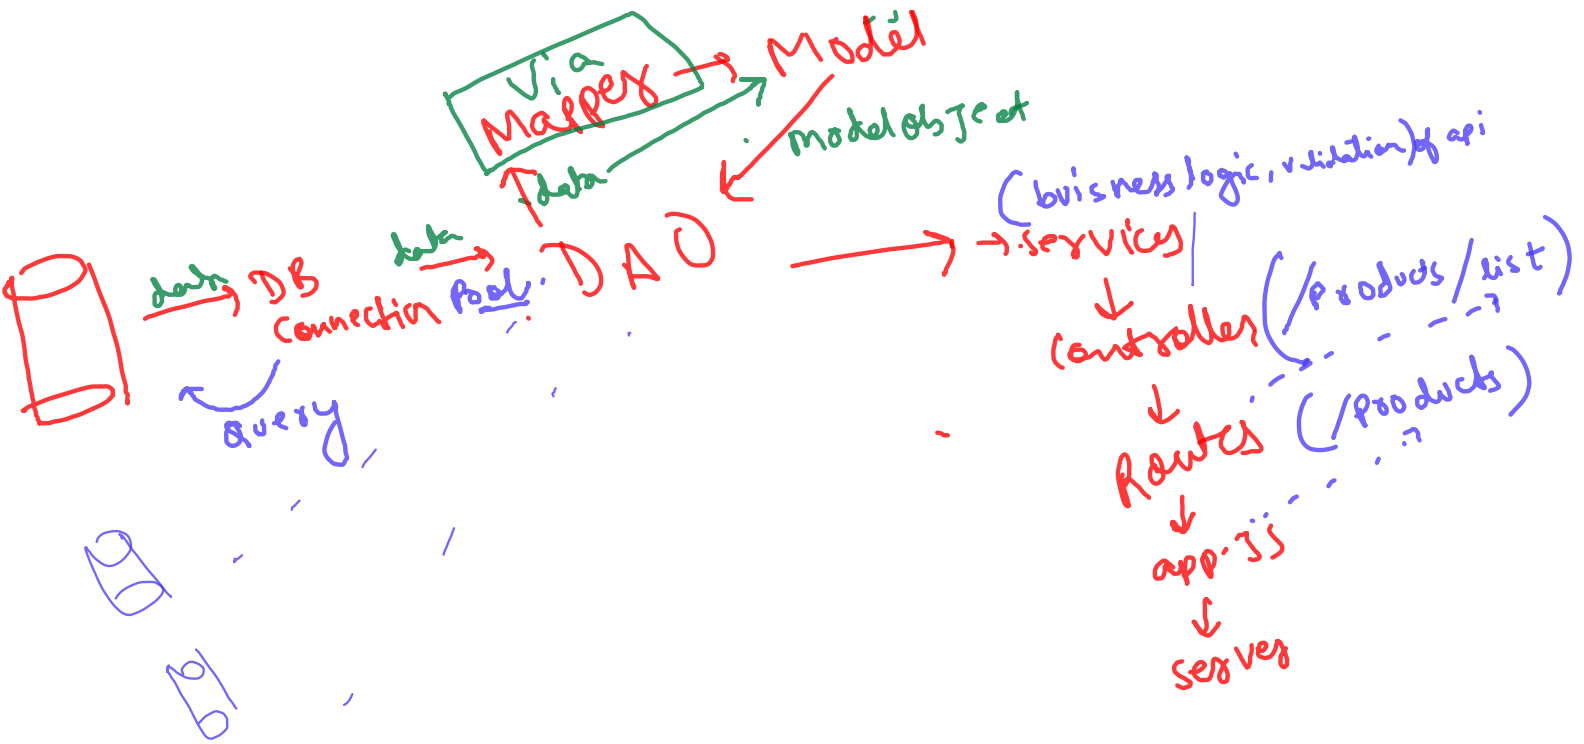 via
Mapper
Model
model object
data
(buisness logic, validation) of api
services
data
DAO
data
DB
Connection Pool
query
Controller (/products/list)
Routes (/products)
app.js
server